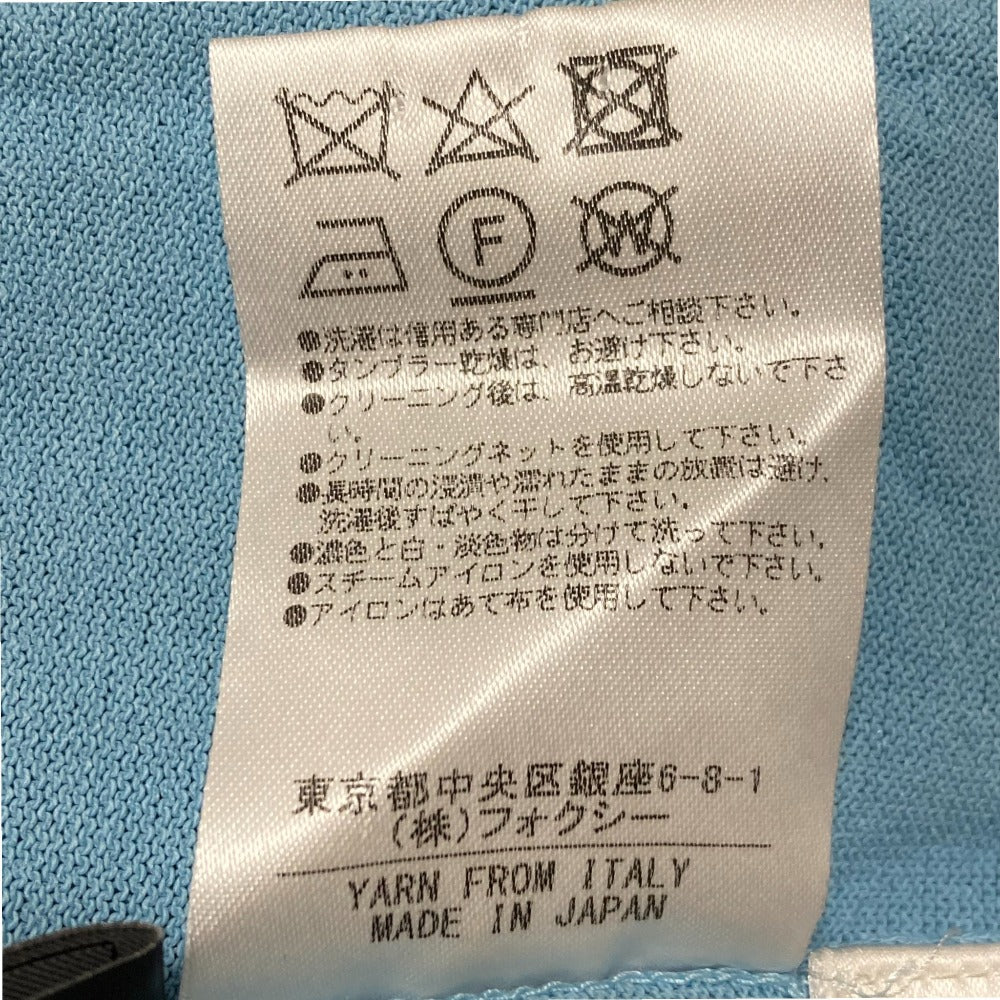 F
W
●洗濯は信用ある専門店へご相談下さい。
●タンブラー乾燥は、お避け下さい。
●クリーニング後は、高温乾燥しないで下さ
い。
●クリーニングネットを使用して下さい。
●長時間の浸漬や濡れたままの放置は避け、
洗濯後すばやく干して下さい。
●濃色と白・淡色物は分けて洗って下さい。
●スチームアイロンを使用しないで下さい。
●アイロンはあて布を使用して下さい。
東京都中央区銀座6-8-1
(株)フォクシー
YARN FROM ITALY
MADE IN JAPAN